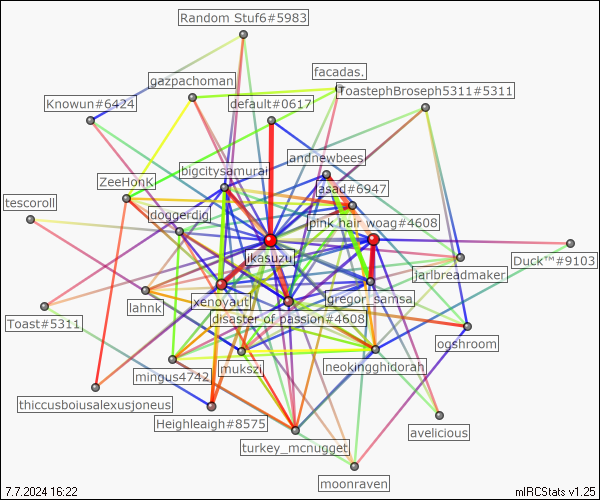 Random Stuf6#5983
facadas.
gazpachoman
ToastephBroseph5311#5311
Knowun#6424
default#0617
andnewbees
bigcitysamurai
ZeeHonK
asad#6947
tescoroll
doggerdig
pink hair woag#4608
ikasuzu
Duck™#9103
jarlbreadmaker
lahnk
xenoyaut
gregor_samsa
Toast#5311
disaster of passion#4608
ogshroom
mingus4742
mukszi
neokingghidorah
thiccusboiusalexusjoneus
Heighleaigh#8575
avelicious
turkey_mcnugget
moonraven
7.7.2024 16:22
mIRCStats v1.25